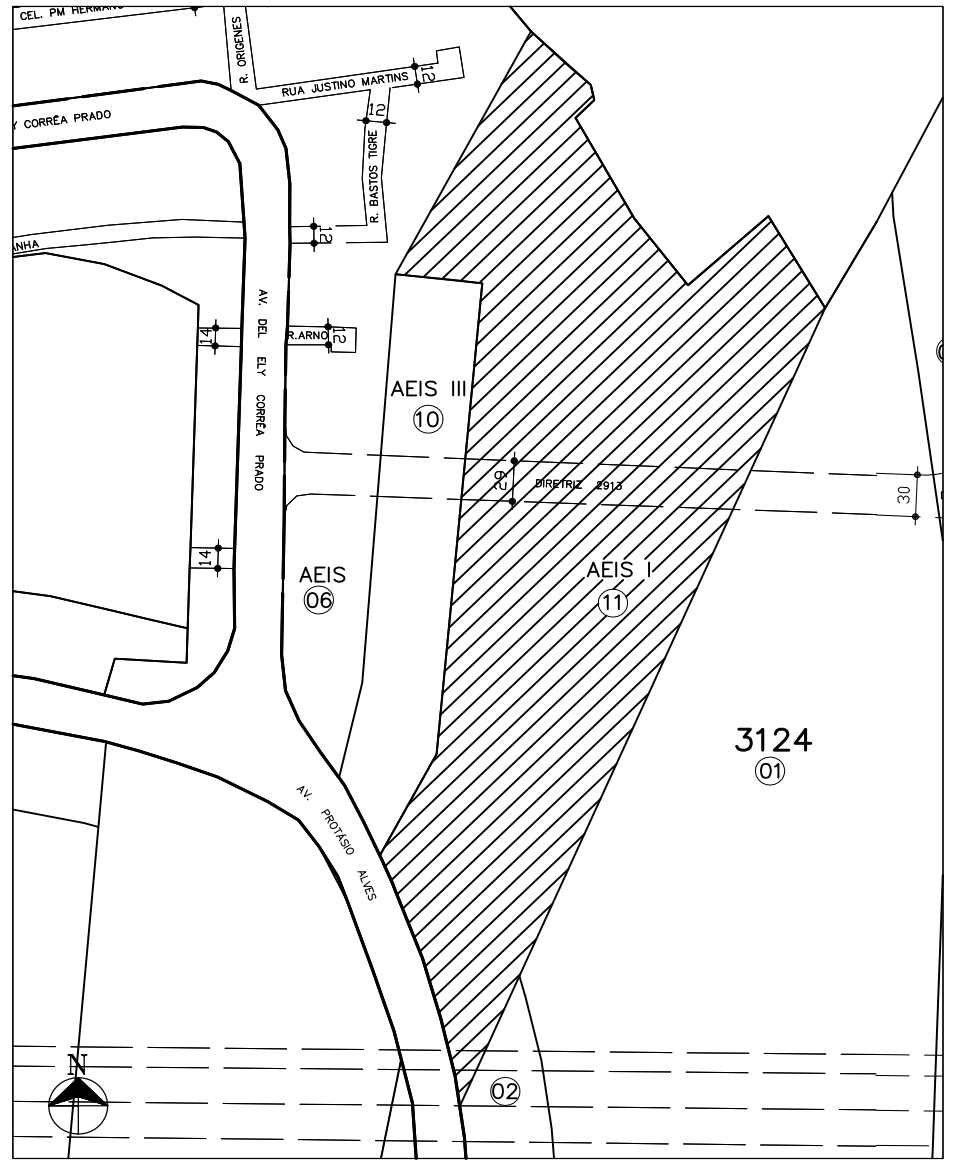 CEL. PM HERMANO
R. ORIGENES
RUA JUSTINO MARTINS
12
12
Y CORRÊA PRADO
R. BASTOS TIGRE
12
ANHA
AV. DEL ELY CORRÊA PRADO
14
R.ARNO
12
AEIS III
10
62
DIRETRIZ 2913
30
14
AEIS
06
AEIS I
11
3124
01
AV. PROTÁSIO ALVES
N
02